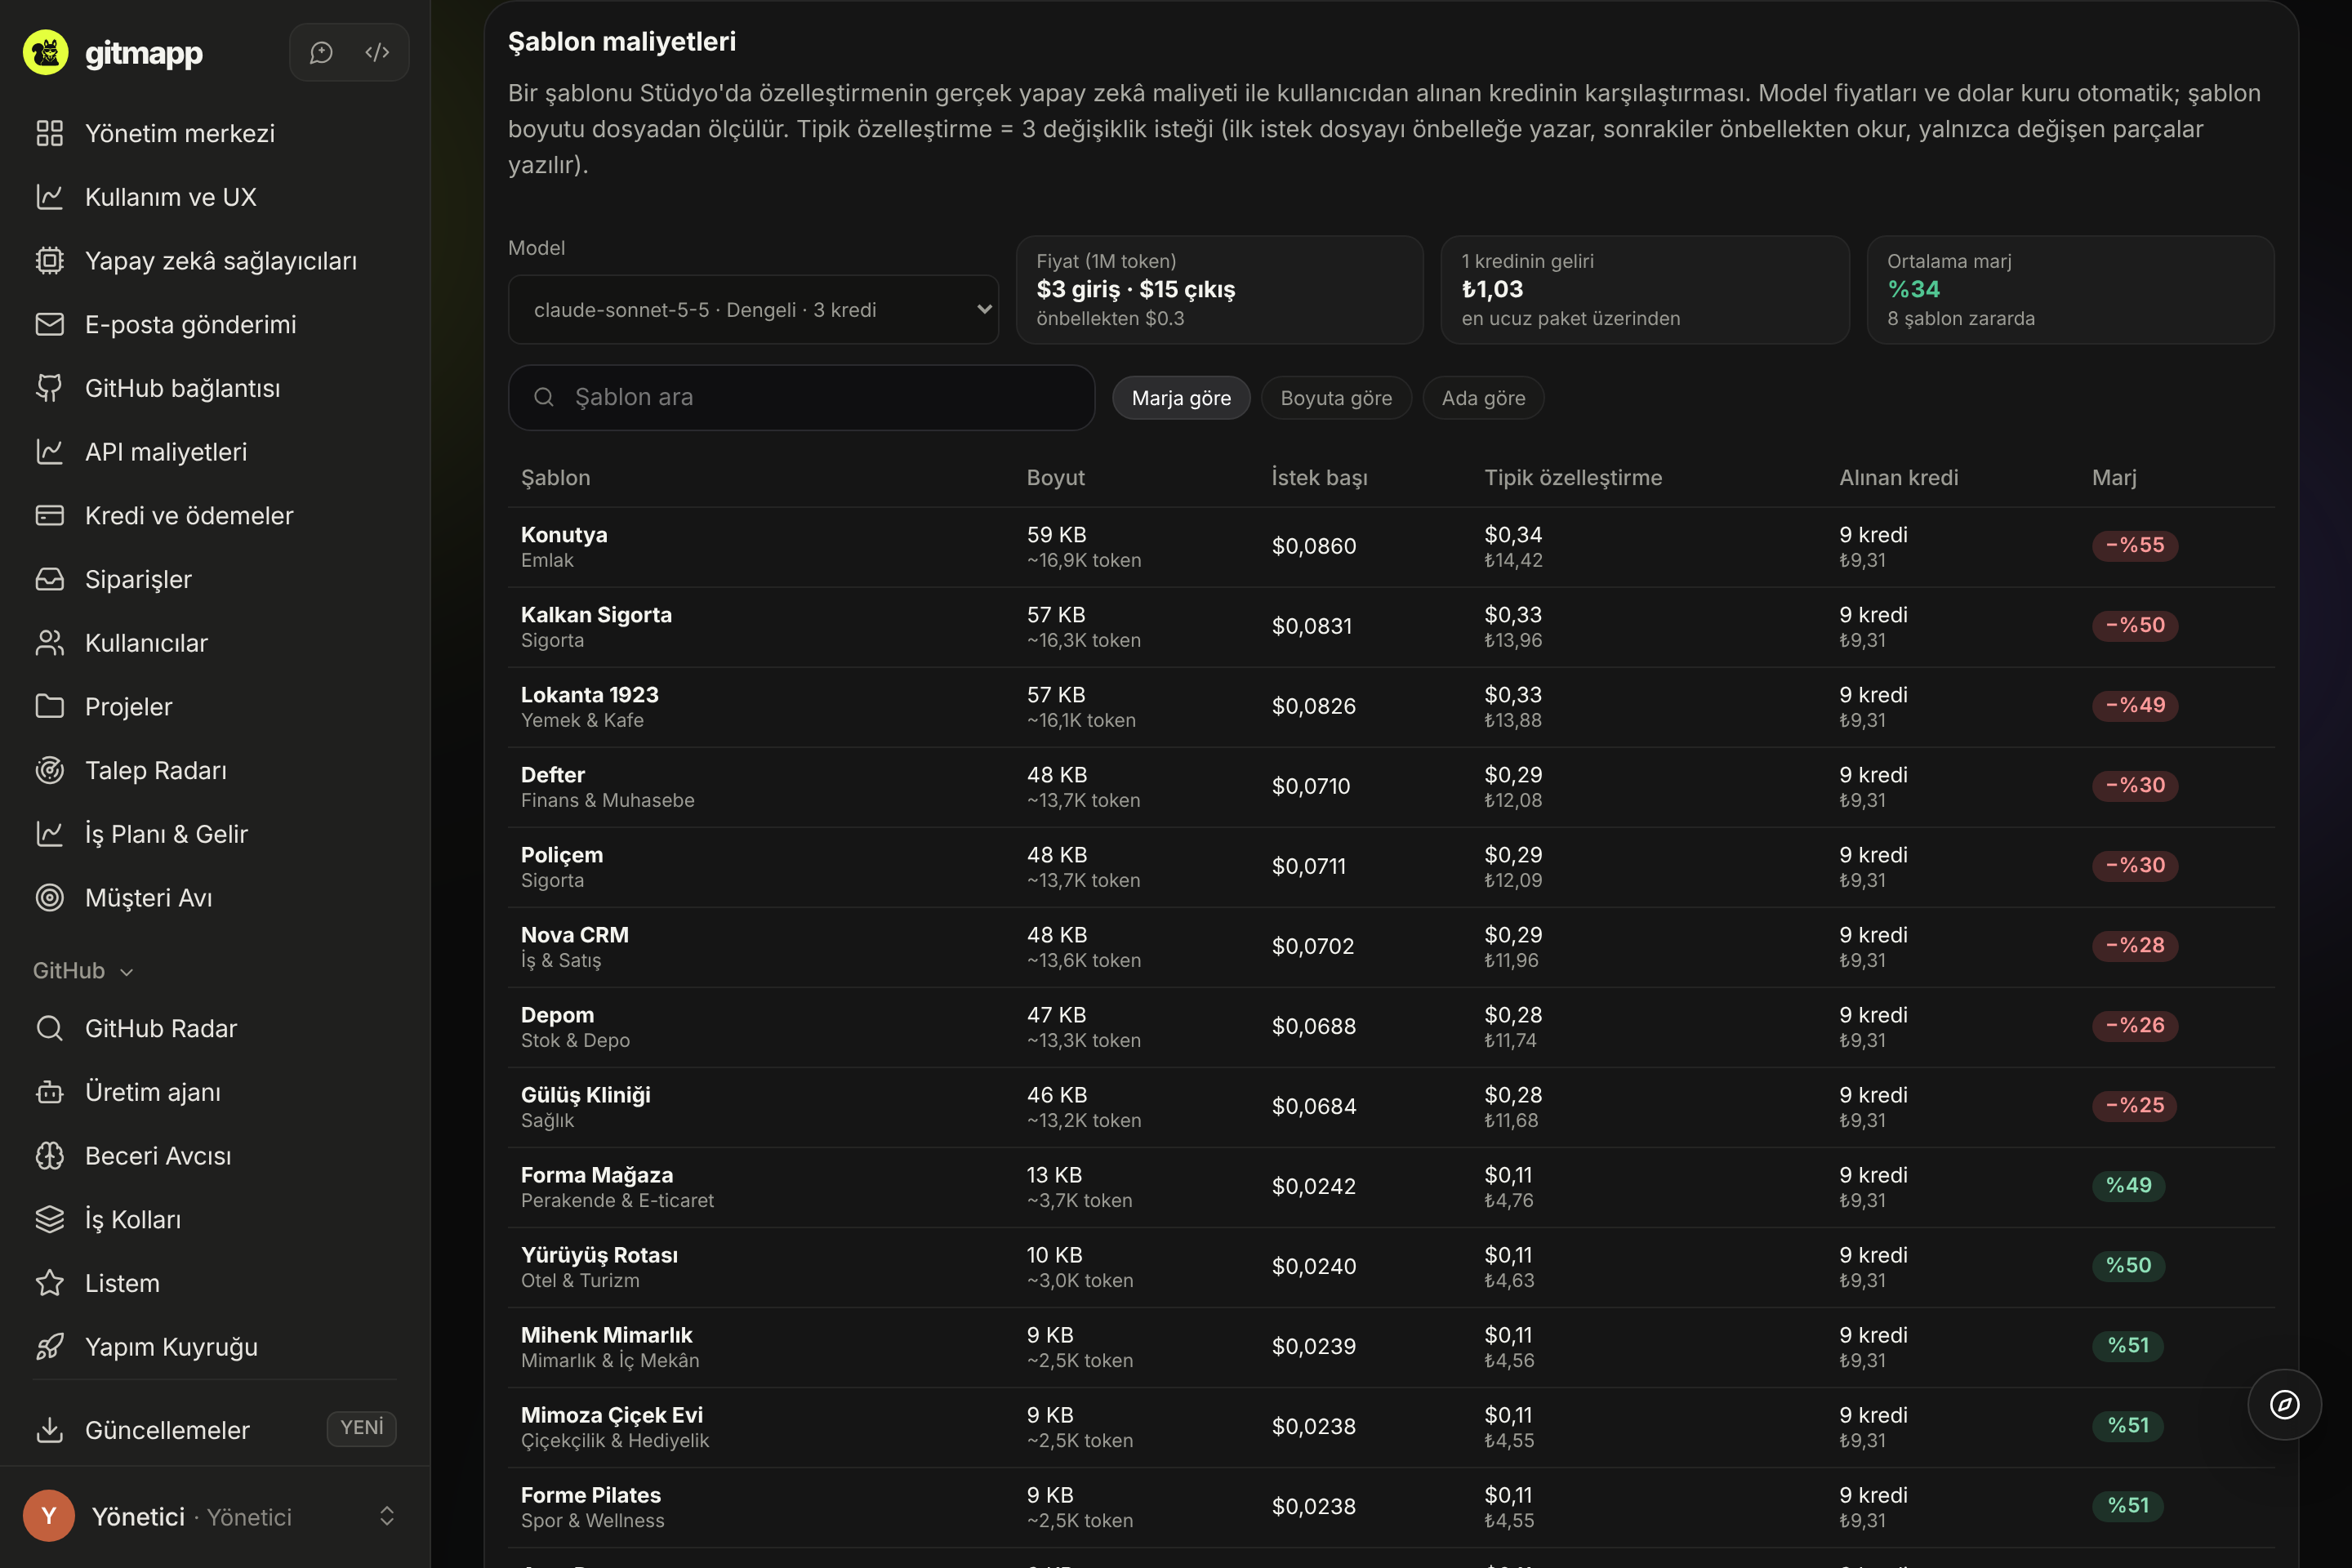 gitmapp
Yönetim merkezi
Kullanım ve UX
Yapay zekâ sağlayıcıları
E-posta gönderimi
GitHub bağlantısı
API maliyetleri
Kredi ve ödemeler
Siparişler
Kullanıcılar
Projeler
Talep Radarı
İş Planı & Gelir
Müşteri Avı
GitHub
GitHub Radar
Üretim ajanı
Beceri Avcısı
İş Kolları
Listem
Yapım Kuyruğu
Güncellemeler YENİ
Y Yönetici · Yönetici
Şablon maliyetleri
Bir şablonu Stüdyo'da özelleştirmenin gerçek yapay zekâ maliyeti ile kullanıcıdan alınan kredinin karşılaştırması. Model fiyatları ve dolar kuru otomatik; şablon
boyutu dosyadan ölçülür. Tipik özelleştirme = 3 değişiklik isteği (ilk istek dosyayı önbelleğe yazar, sonrakiler önbellekten okur, yalnızca değişen parçalar
yazılır).
Model
claude-sonnet-5-5 · Dengeli · 3 kredi
Fiyat (1M token)
$3 giriş · $15 çıkış
önbellekten $0.3
1 kredinin geliri
₺1,03
en ucuz paket üzerinden
Ortalama marj
%34
8 şablon zararda
Şablon ara
Marja göre Boyuta göre Ada göre
Şablon Boyut İstek başı Tipik özelleştirme Alınan kredi Marj
Konutya 59 KB $0,0860 $0,34 9 kredi −%55
Emlak ~16,9K token ₺14,42 ₺9,31
Kalkan Sigorta 57 KB $0,0831 $0,33 9 kredi −%50
Sigorta ~16,3K token ₺13,96 ₺9,31
Lokanta 1923 57 KB $0,0826 $0,33 9 kredi −%49
Yemek & Kafe ~16,1K token ₺13,88 ₺9,31
Defter 48 KB $0,0710 $0,29 9 kredi −%30
Finans & Muhasebe ~13,7K token ₺12,08 ₺9,31
Poliçem 48 KB $0,0711 $0,29 9 kredi −%30
Sigorta ~13,7K token ₺12,09 ₺9,31
Nova CRM 48 KB $0,0702 $0,29 9 kredi −%28
İş & Satış ~13,6K token ₺11,96 ₺9,31
Depom 47 KB $0,0688 $0,28 9 kredi −%26
Stok & Depo ~13,3K token ₺11,74 ₺9,31
Gülüş Kliniği 46 KB $0,0684 $0,28 9 kredi −%25
Sağlık ~13,2K token ₺11,68 ₺9,31
Forma Mağaza 13 KB $0,0242 $0,11 9 kredi %49
Perakende & E-ticaret ~3,7K token ₺4,76 ₺9,31
Yürüyüş Rotası 10 KB $0,0240 $0,11 9 kredi %50
Otel & Turizm ~3,0K token ₺4,63 ₺9,31
Mihenk Mimarlık 9 KB $0,0239 $0,11 9 kredi %51
Mimarlık & İç Mekân ~2,5K token ₺4,56 ₺9,31
Mimoza Çiçek Evi 9 KB $0,0238 $0,11 9 kredi %51
Çiçekçilik & Hediyelik ~2,5K token ₺4,55 ₺9,31
Forme Pilates 9 KB $0,0238 $0,11 9 kredi %51
Spor & Wellness ~2,5K token ₺4,55 ₺9,31